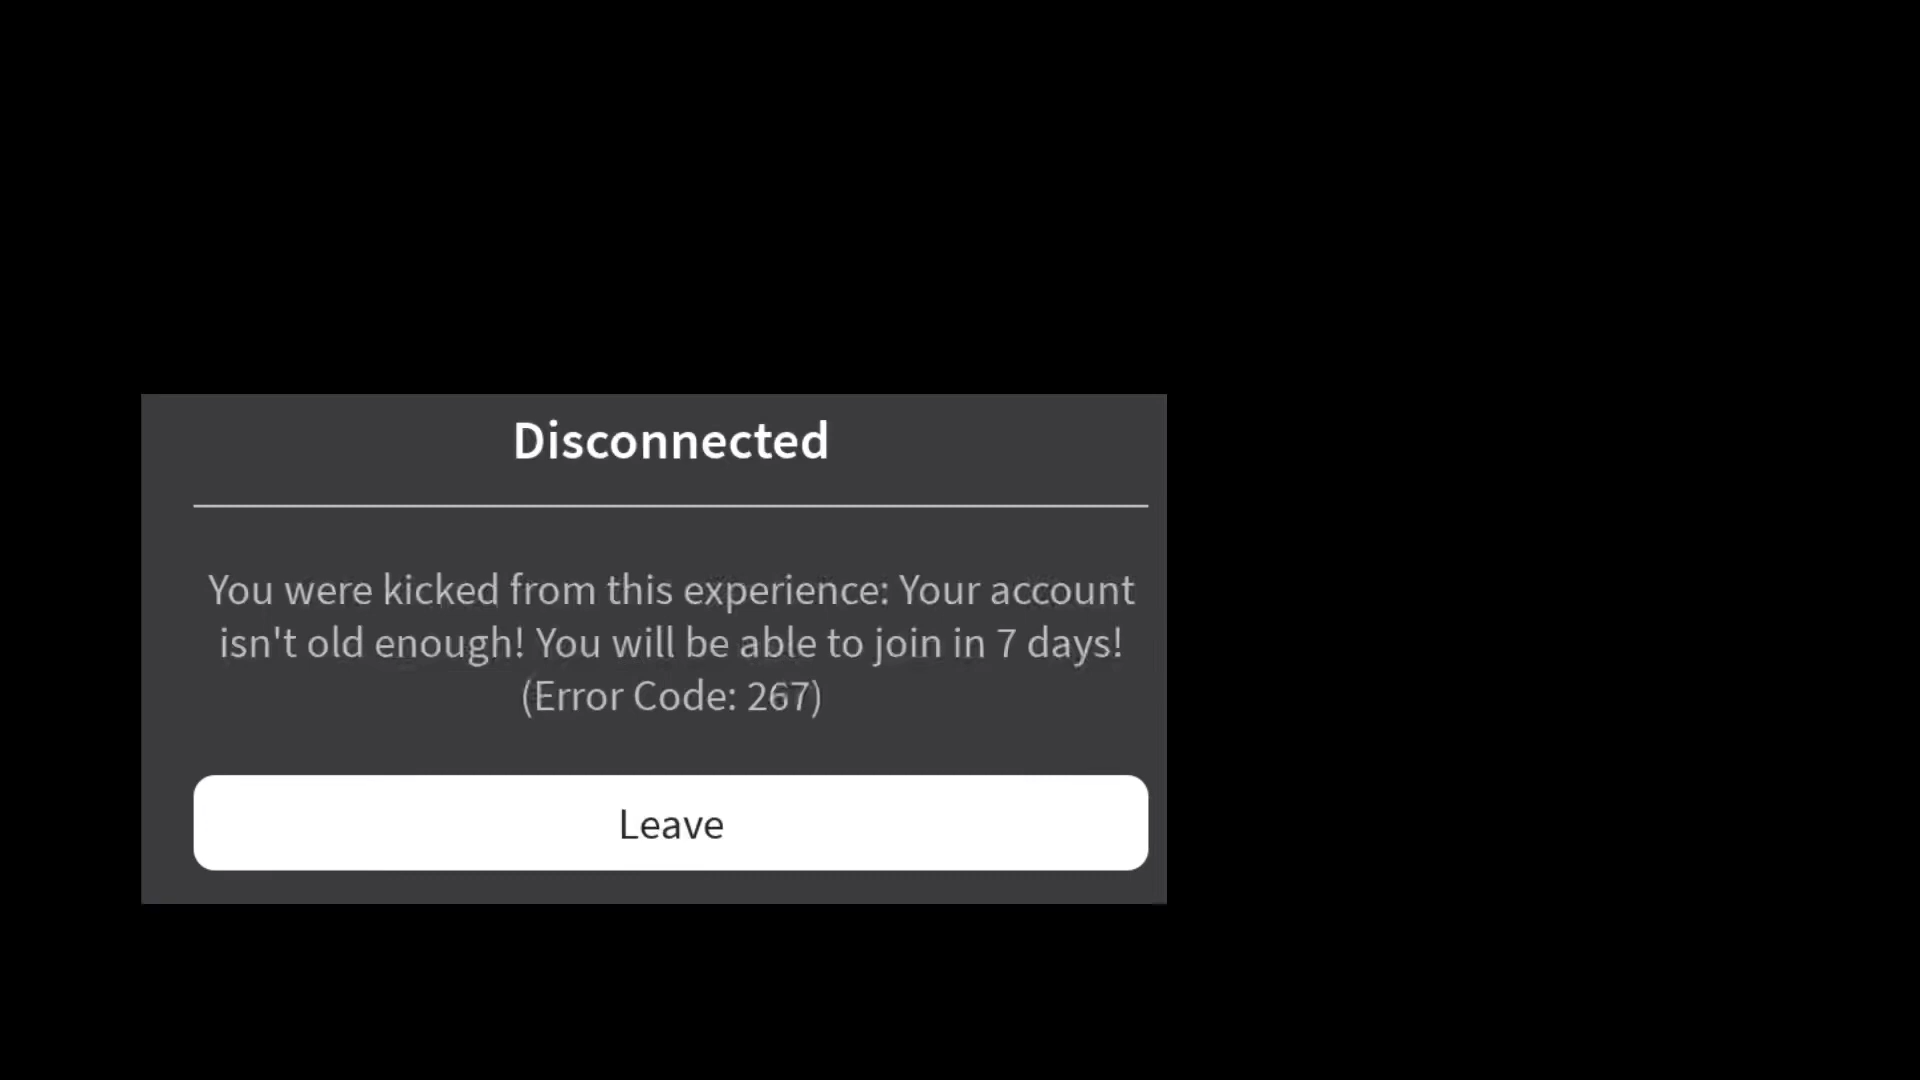 Disconnected
You were kicked from this experience: Your account
isn't old enough! You will be able to join in 7 days!
(Error Code: 267)
Leave